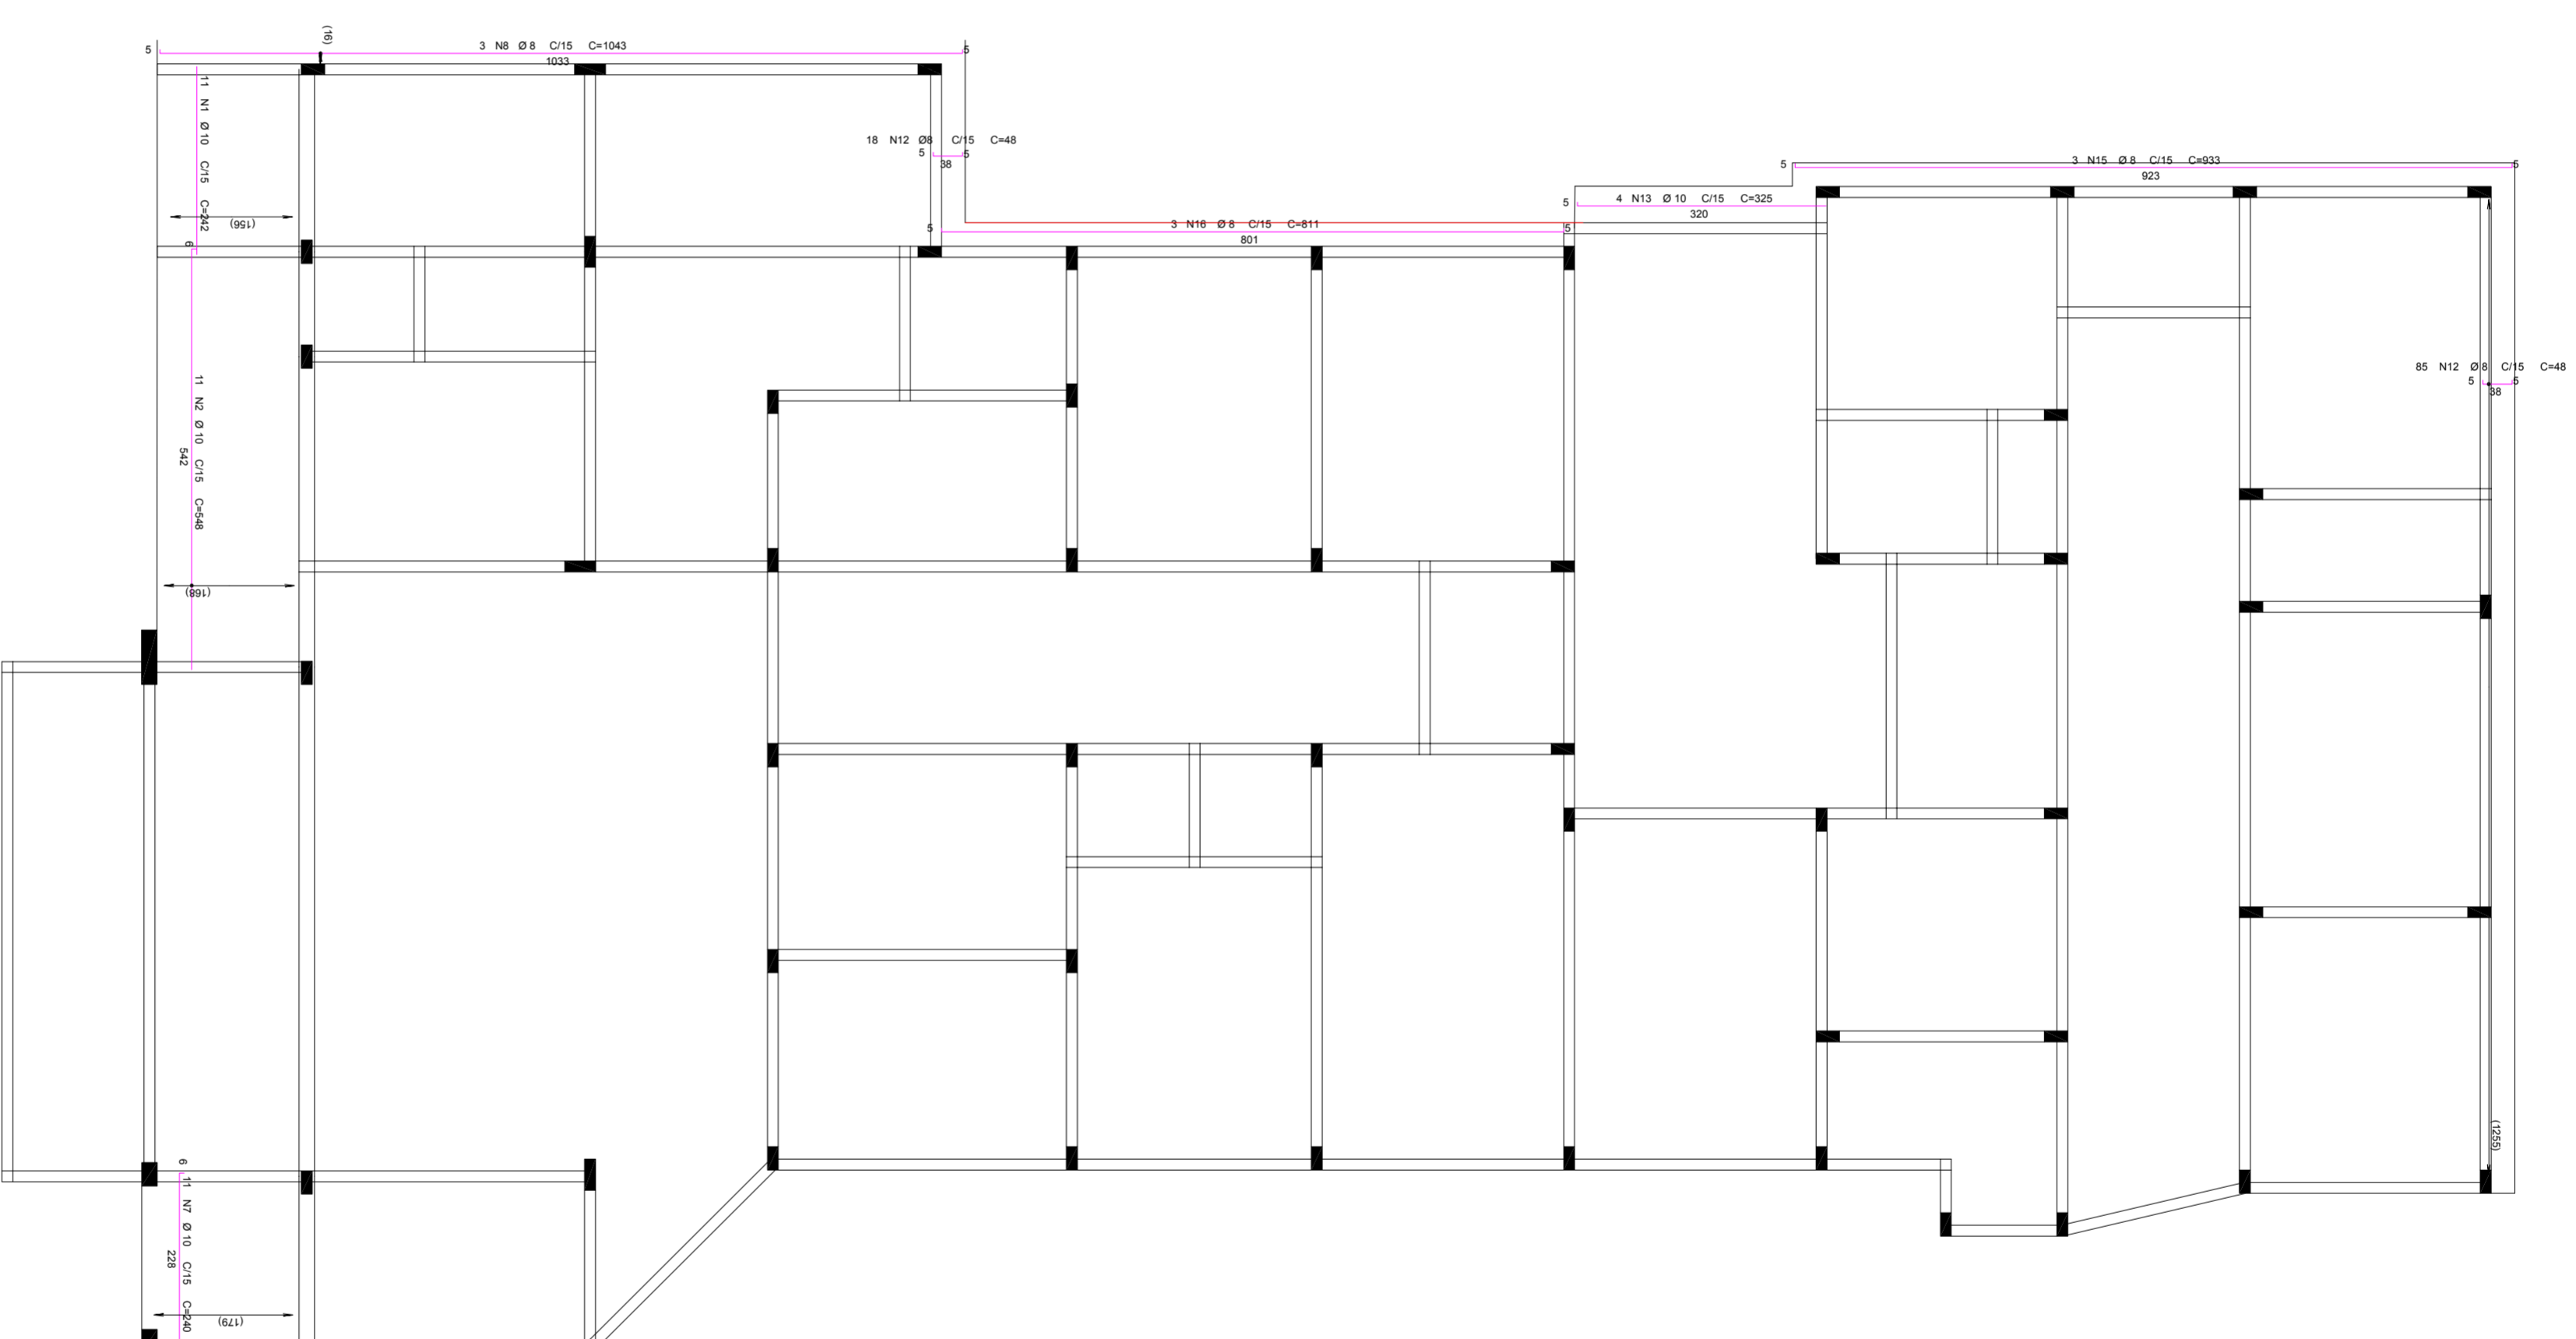 (16)
5
3 N8 Ø 8 C/15 C=1043
5
1033
11 N1 Ø 10 C/15 C=242
(156)
18 N12 Ø8 C/15 C=48
5
5
38
5
3 N15 Ø 8 C/15 C=933
5
923
5
4 N13 Ø 10 C/15 C=325
320
5
3 N16 Ø 8 C/15 C=811
5
801
6
11 N2 Ø 10 C/15 C=548
542
(168)
85 N12 Ø 8 C/15 C=48
5
5
38
(1255)
6
11 N7 Ø 10 C/15 C=240
228
(179)